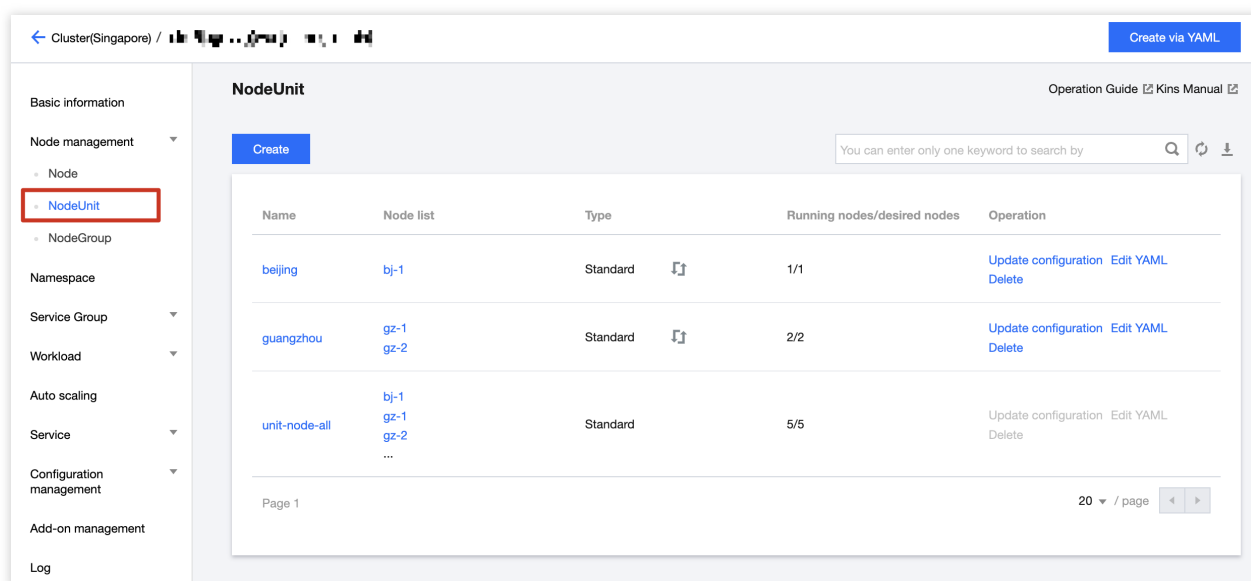 Cluster(Singapore) /
Create via YAML
Basic information
Node management
Node
NodeUnit
NodeGroup
Namespace
Service Group
Workload
Auto scaling
Service
Configuration
management
Add-on management
Log
NodeUnit
Operation Guide Kins Manual
Create
You can enter only one keyword to search by
Name Node list Type Running nodes/desired nodes Operation
beijing bj-1 Standard 1/1 Update configuration Edit YAML
Delete
guangzhou gz-1 Standard 2/2 Update configuration Edit YAML
gz-2 Delete
bj-1
unit-node-all gz-1 Standard 5/5 Update configuration Edit YAML
gz-2 Delete
...
Page 1 20 / page